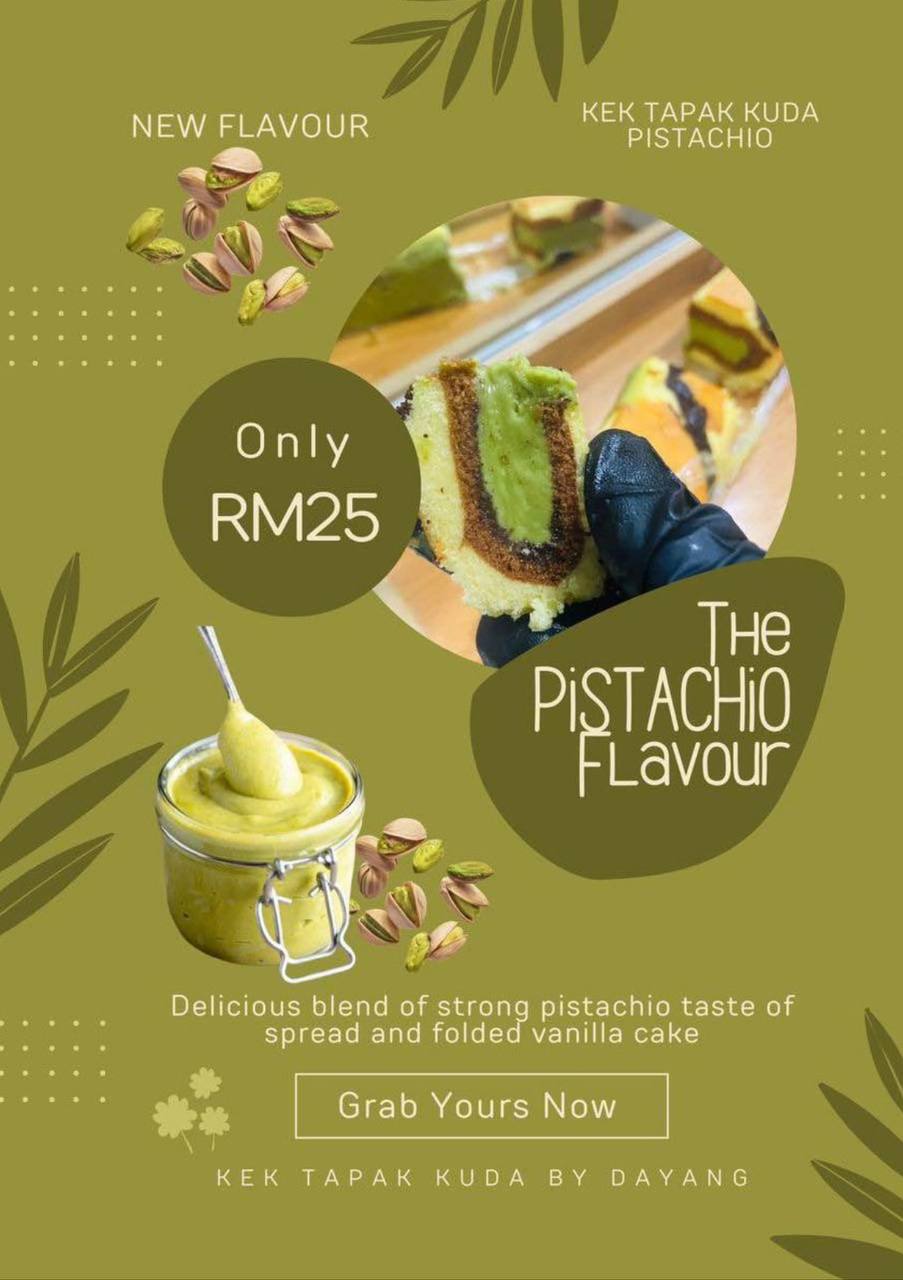 NEW FLAVOUR
KEK TAPAK KUDA
PISTACHIO
Only
RM25
The
PiSTACHiO
Flavour
Delicious blend of strong pistachio taste of
spread and folded vanilla cake
Grab Yours Now
KEK TAPAK KUDA BY DAYANG